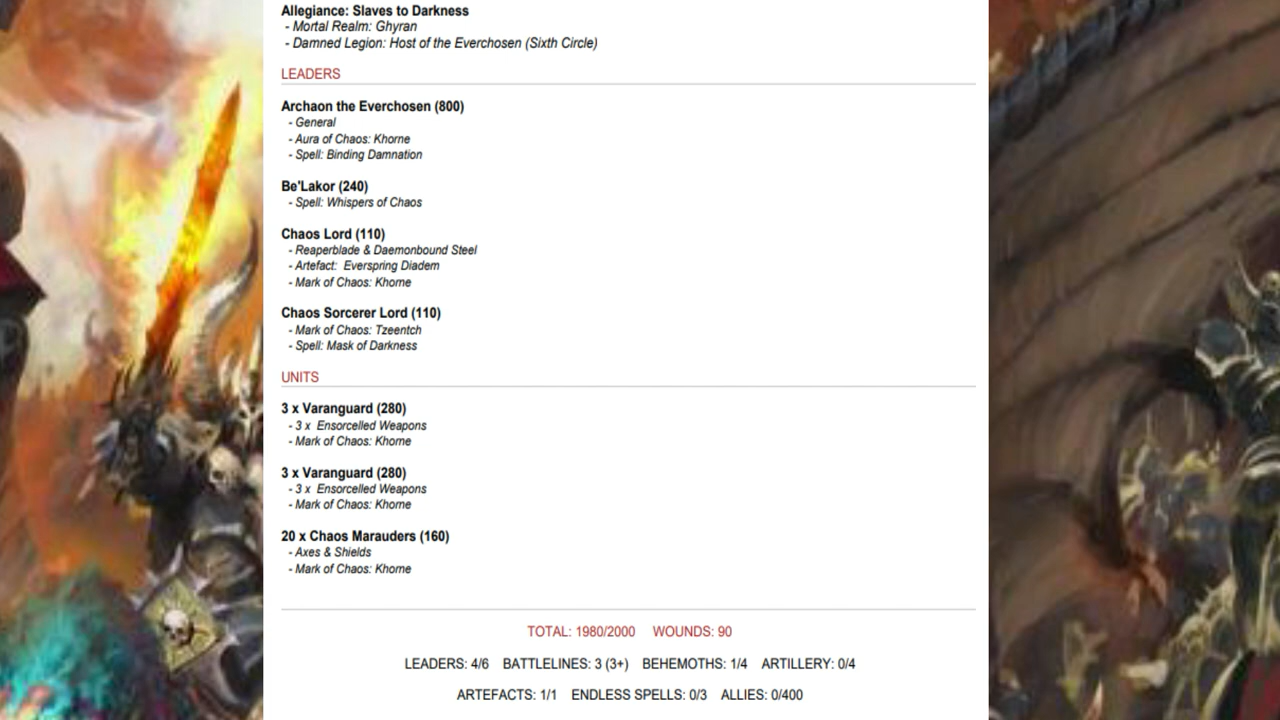 Allegiance: Slaves to Darkness
- Mortal Realm: Ghyran
- Damned Legion: Host of the Everchosen (Sixth Circle)
LEADERS
Archaon the Everchosen (800)
- General
- Aura of Chaos: Khorne
- Spell: Binding Damnation
Be'Lakor (240)
- Spell: Whispers of Chaos
Chaos Lord (110)
- Reaperblade & Daemonbound Steel
- Artefact: Everspring Diadem
- Mark of Chaos: Khorne
Chaos Sorcerer Lord (110)
- Mark of Chaos: Tzeentch
- Spell: Mask of Darkness
UNITS
3 x Varanguard (280)
- 3 x Ensorcelled Weapons
- Mark of Chaos: Khorne
3 x Varanguard (280)
- 3 x Ensorcelled Weapons
- Mark of Chaos: Khorne
20 x Chaos Marauders (160)
- Axes & Shields
- Mark of Chaos: Khorne
TOTAL: 1980/2000 WOUNDS: 90
LEADERS: 4/6 BATTLELINES: 3 (3+) BEHEMOTHS: 1/4 ARTILLERY: 0/4
ARTEFACTS: 1/1 ENDLESS SPELLS: 0/3 ALLIES: 0/400